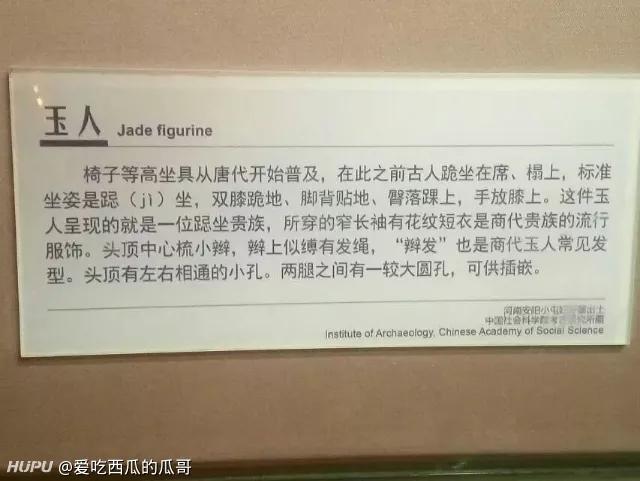 玉人 Jade figurine
椅子等高坐具从唐代开始普及，在此之前古人跪坐在席、榻上，标准
坐姿是跽（jì）坐，双膝跪地、脚背贴地、臀落踝上，手放膝上。这件玉
人呈现的就是一位跽坐贵族，所穿的窄长袖有花纹短衣是商代贵族的流行
服饰。头顶中心梳小辫，辫上似缚有发绳，“辫发”也是商代玉人常见发
型。头顶有左右相通的小孔。两腿之间有一较大圆孔，可供插嵌。
河南安阳小屯出土
中国社会科学院考古研究所藏
Institute of Archaeology, Chinese Academy of Social Science
HUPU @爱吃西瓜的瓜哥